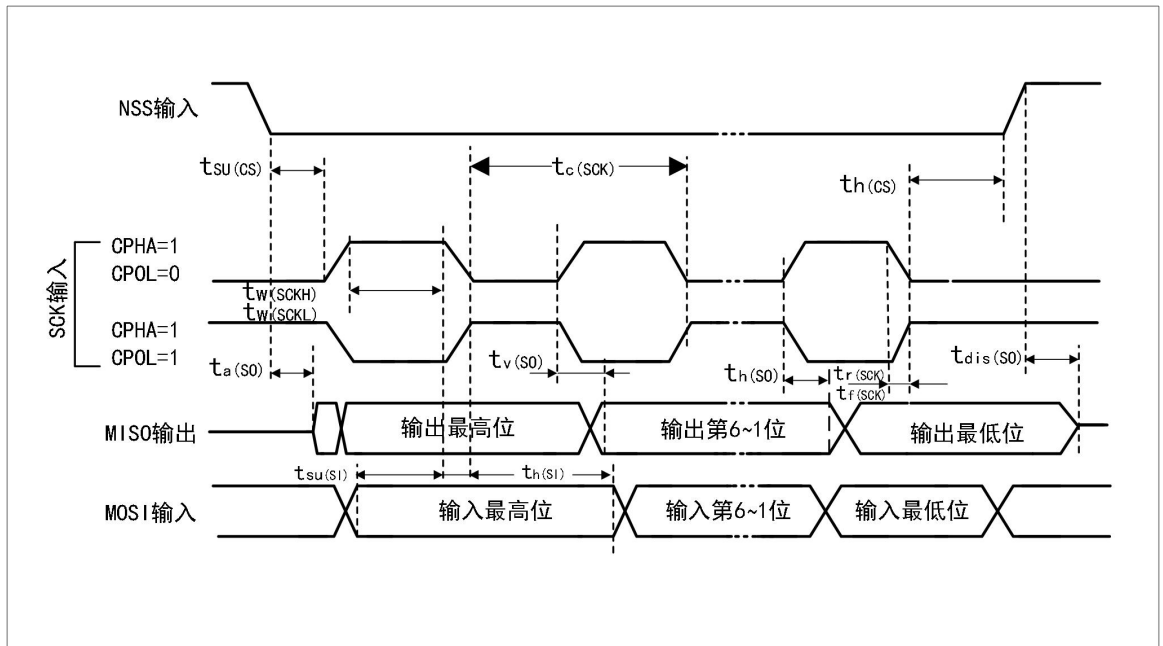 NSS输入
tSU(CS)
tc(SCK)
th(CS)
SCK输入
CPHA=1
CPOL=0
tw(SCKH)
tw(SCKL)
CPHA=1
CPOL=1
ta(SO)
tv(SO)
th(SO)
tr(SCK)
tf(SCK)
tdis(SO)
MISO输出
输出最高位
输出第6~1位
输出最低位
tsu(SI)
th(SI)
MOSI输入
输入最高位
输入第6~1位
输入最低位